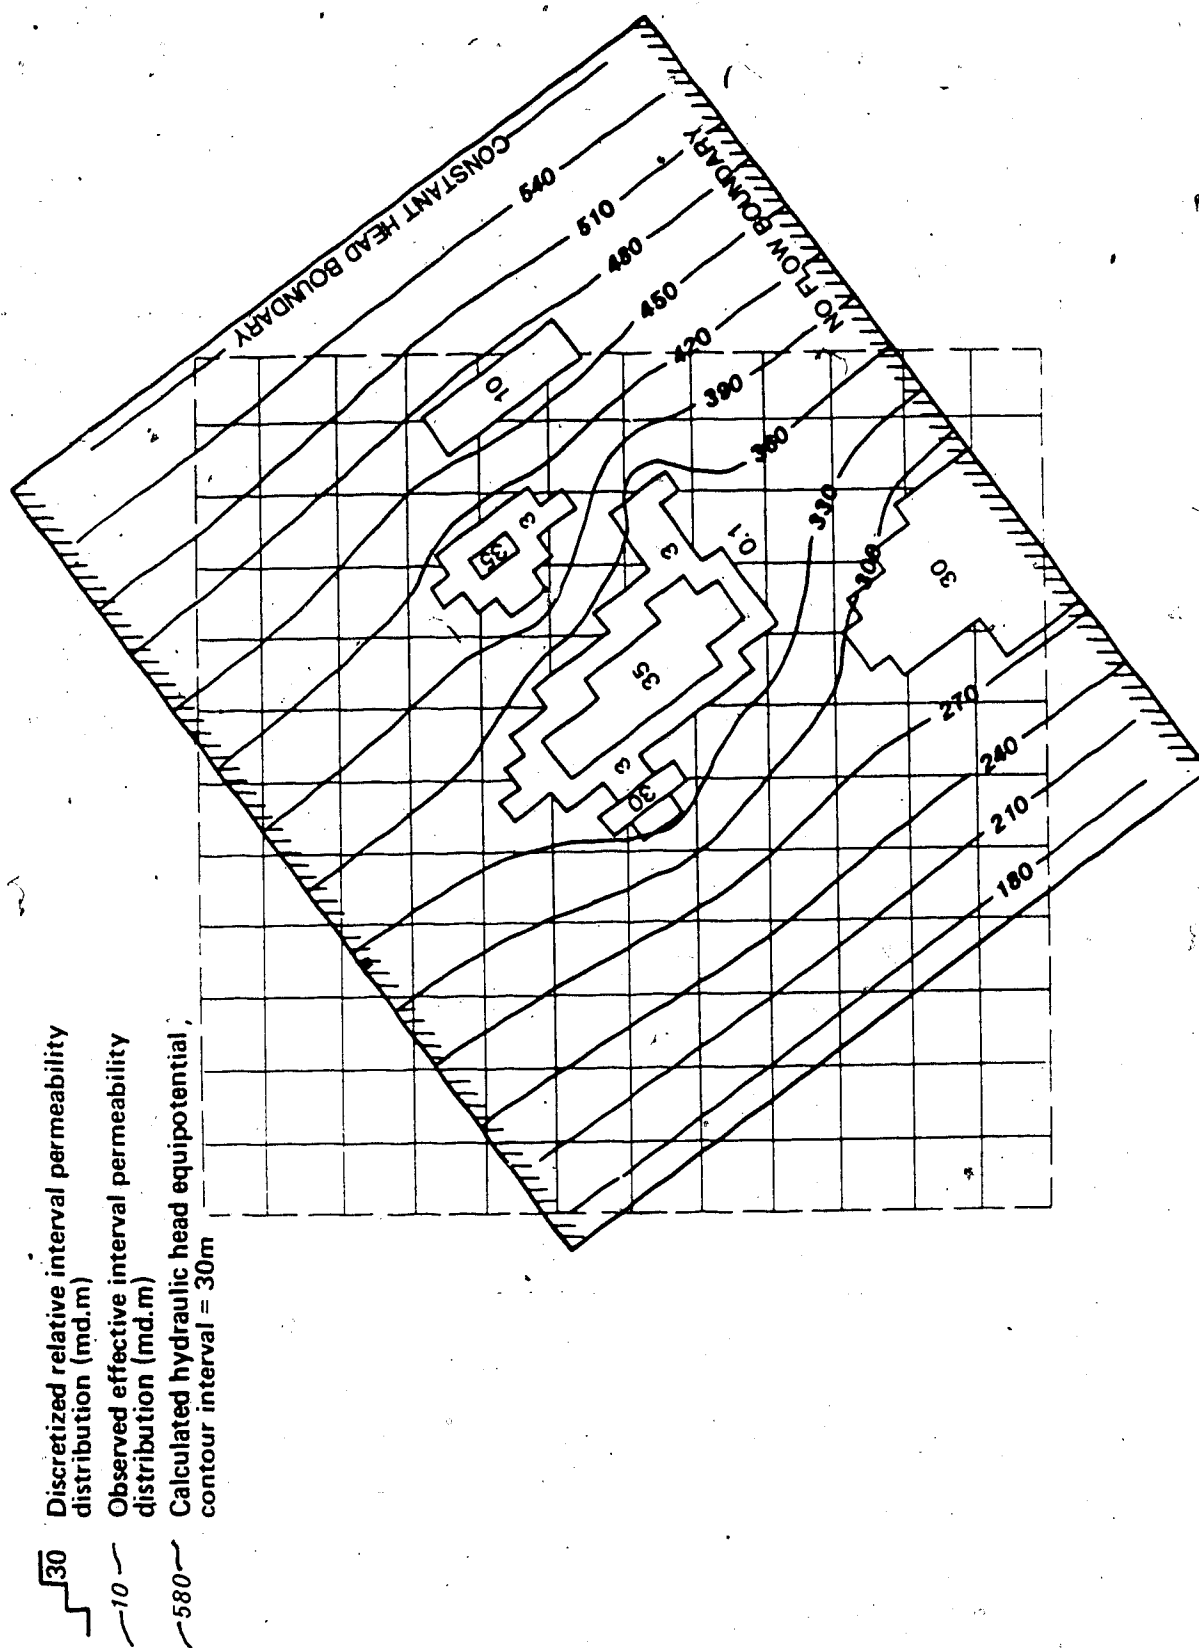 30 Discretized relative interval permeability
distribution (md.m)
10 Observed effective interval permeability
distribution (md.m)
580 Calculated hydraulic head equipotential,
contour interval = 30m
CONSTANT HEAD BOUNDARY
NO FLOW BOUNDARY
540
510
480
450
420
390
360
330
300
270
240
210
180
10
35
3
3
35
3
30
0.1
30